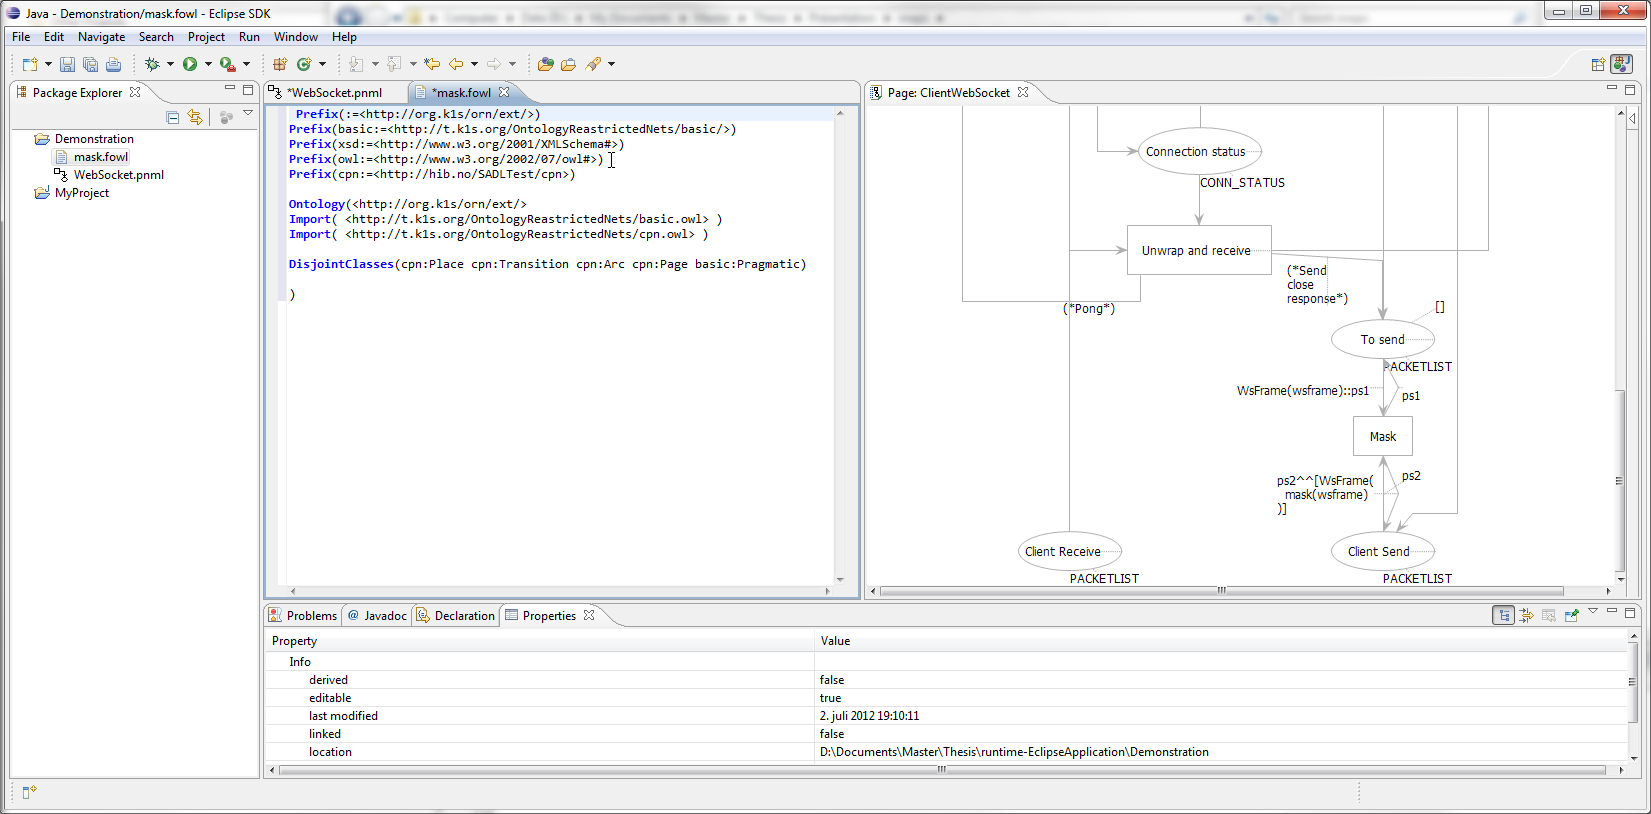 Java - Demonstration/mask.fowl - Eclipse SDK
File Edit Navigate Search Project Run Window Help
Package Explorer
Demonstration
mask.fowl
WebSocket.pnml
MyProject
*WebSocket.pnml
*mask.fowl
Prefix(:=<http://org.k1s/orn/ext/>)
Prefix(basic:=<http://t.k1s.org/OntologyReastrictedNets/basic/>)
Prefix(xsd:=<http://www.w3.org/2001/XMLSchema#>)
Prefix(owl:=<http://www.w3.org/2002/07/owl#>)
Prefix(cpn:=<http://hib.no/SADLTest/cpn>)
Ontology(<http://org.k1s/orn/ext/>
Import( <http://t.k1s.org/OntologyReastrictedNets/basic.owl> )
Import( <http://t.k1s.org/OntologyReastrictedNets/cpn.owl> )
DisjointClasses(cpn:Place cpn:Transition cpn:Arc cpn:Page basic:Pragmatic)
)
Page: ClientWebSocket
Connection status
CONN_STATUS
Unwrap and receive
(*Send
close
response*)
(*Pong*)
[]
To send
PACKETLIST
WsFrame(wsframe)::ps1
ps1
Mask
ps2
ps2^^[WsFrame(
mask(wsframe)
)]
Client Receive
PACKETLIST
Client Send
PACKETLIST
Problems @ Javadoc Declaration Properties
Property Value
Info
derived false
editable true
last modified 2. juli 2012 19:10:11
linked false
location D:\Documents\Master\Thesis\runtime-EclipseApplication\Demonstration